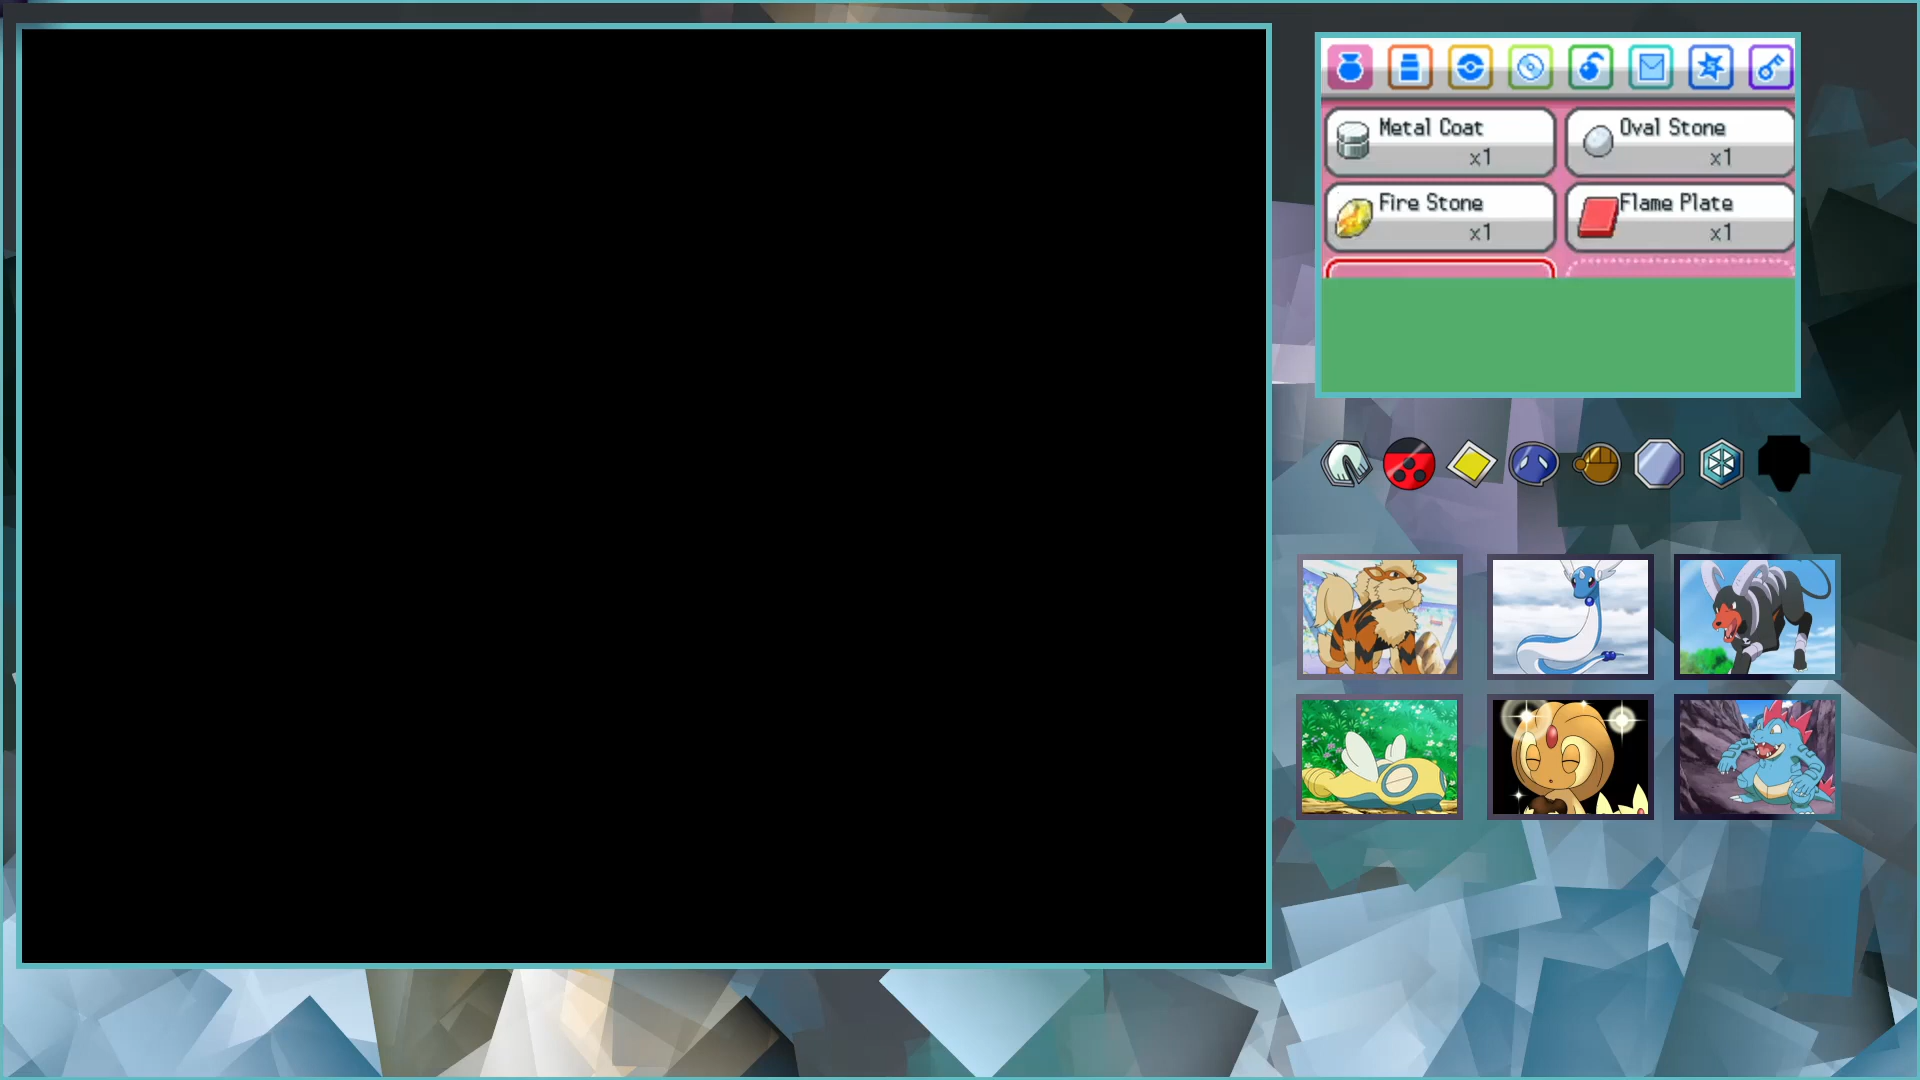 Metal Coat
x1
Oval Stone
x1
Fire Stone
x1
Flame Plate
x1